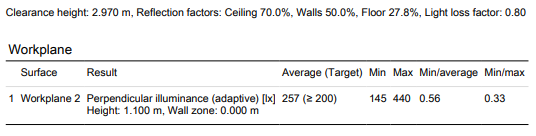 Clearance height: 2.970 m, Reflection factors: Ceiling 70.0%, Walls 50.0%, Floor 27.8%, Light loss factor: 0.80
Workplane
Surface Result Average (Target) Min Max Min/average Min/max
1 Workplane 2 Perpendicular illuminance (adaptive) [lx] 257 (≥ 200) 145 440 0.56 0.33
Height: 1.100 m, Wall zone: 0.000 m